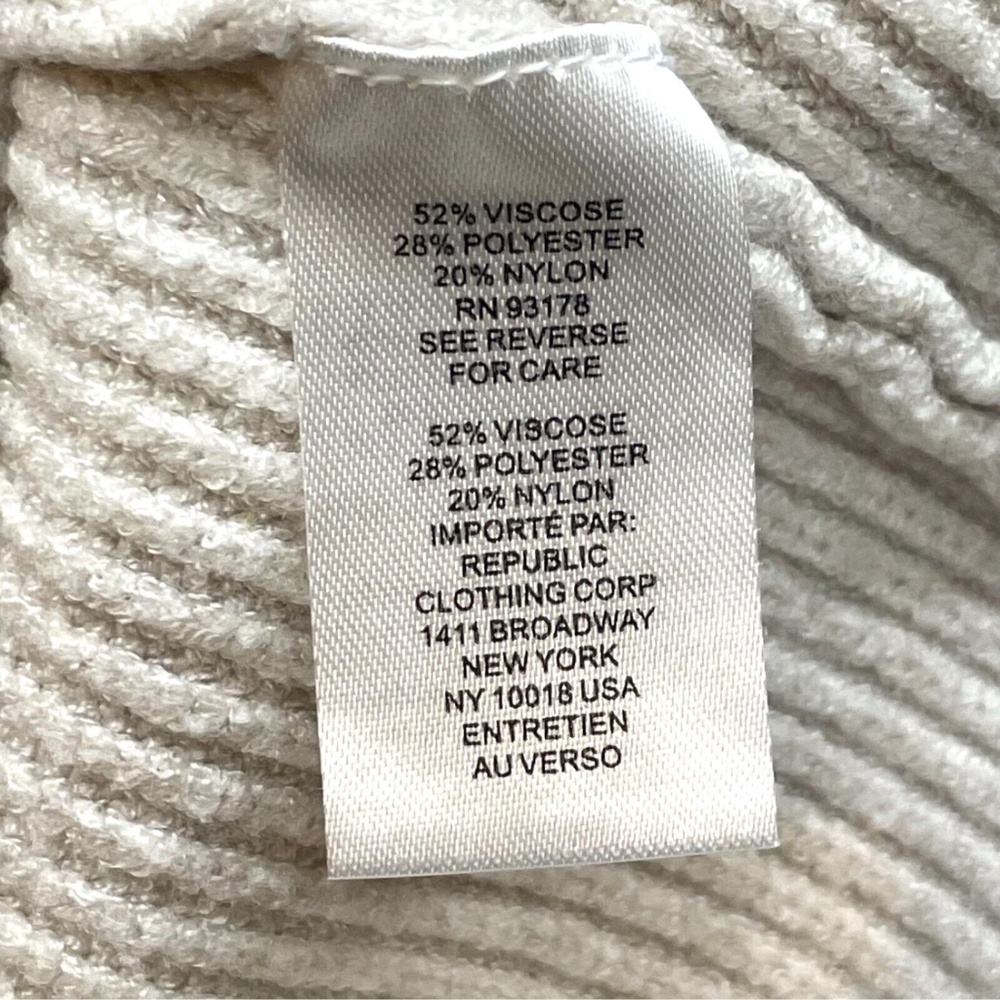 52% VISCOSE
28% POLYESTER
20% NYLON
RN 93178
SEE REVERSE
FOR CARE
52% VISCOSE
28% POLYESTER
20% NYLON
IMPORTÉ PAR:
REPUBLIC
CLOTHING CORP
1411 BROADWAY
NEW YORK
NY 10018 USA
ENTRETIEN
AU VERSO